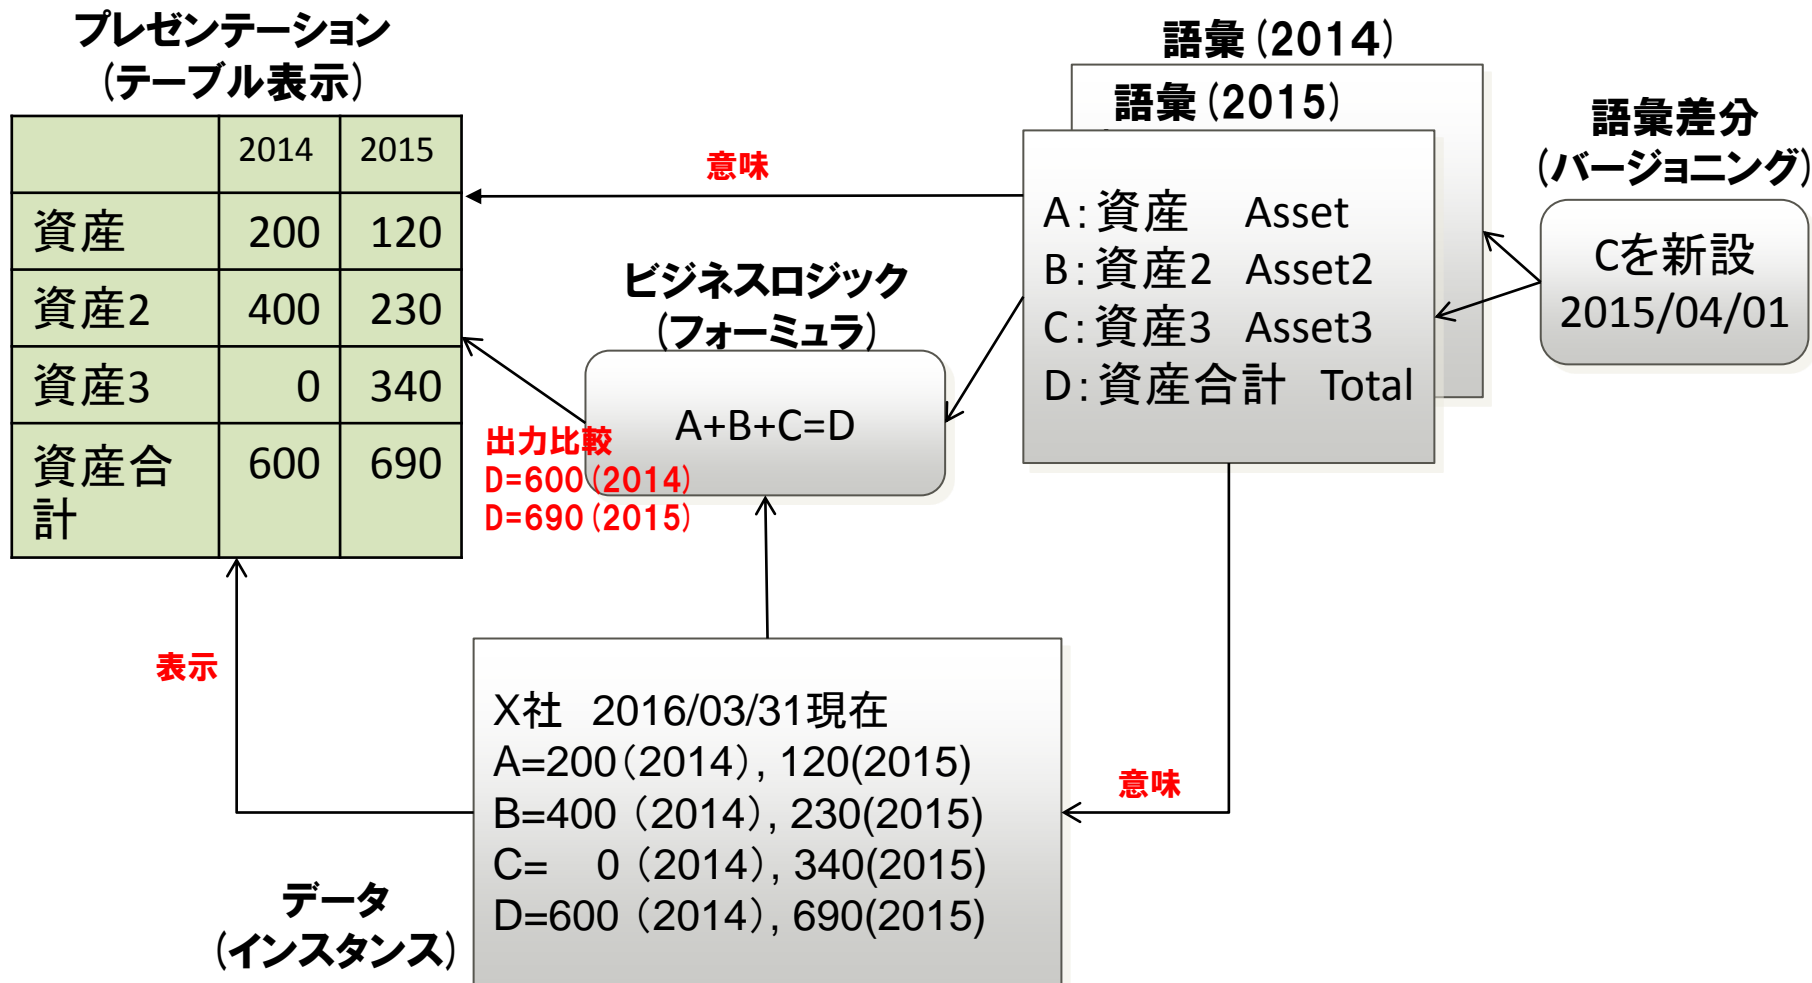 プレゼンテーション
(テーブル表示)
2014 2015
資産 200 120
資産2 400 230
資産3 0 340
資産合
計 600 690
意味
ビジネスロジック
(フォーミュラ)
A+B+C=D
出力比較
D=600(2014)
D=690(2015)
語彙(2014)
語彙(2015)
A:資産 Asset
B:資産2 Asset2
C:資産3 Asset3
D:資産合計 Total
語彙差分
(バージョニング)
Cを新設
2015/04/01
表示
意味
X社 2016/03/31現在
A=200(2014), 120(2015)
B=400 (2014), 230(2015)
C= 0 (2014), 340(2015)
D=600 (2014), 690(2015)
データ
(インスタンス)